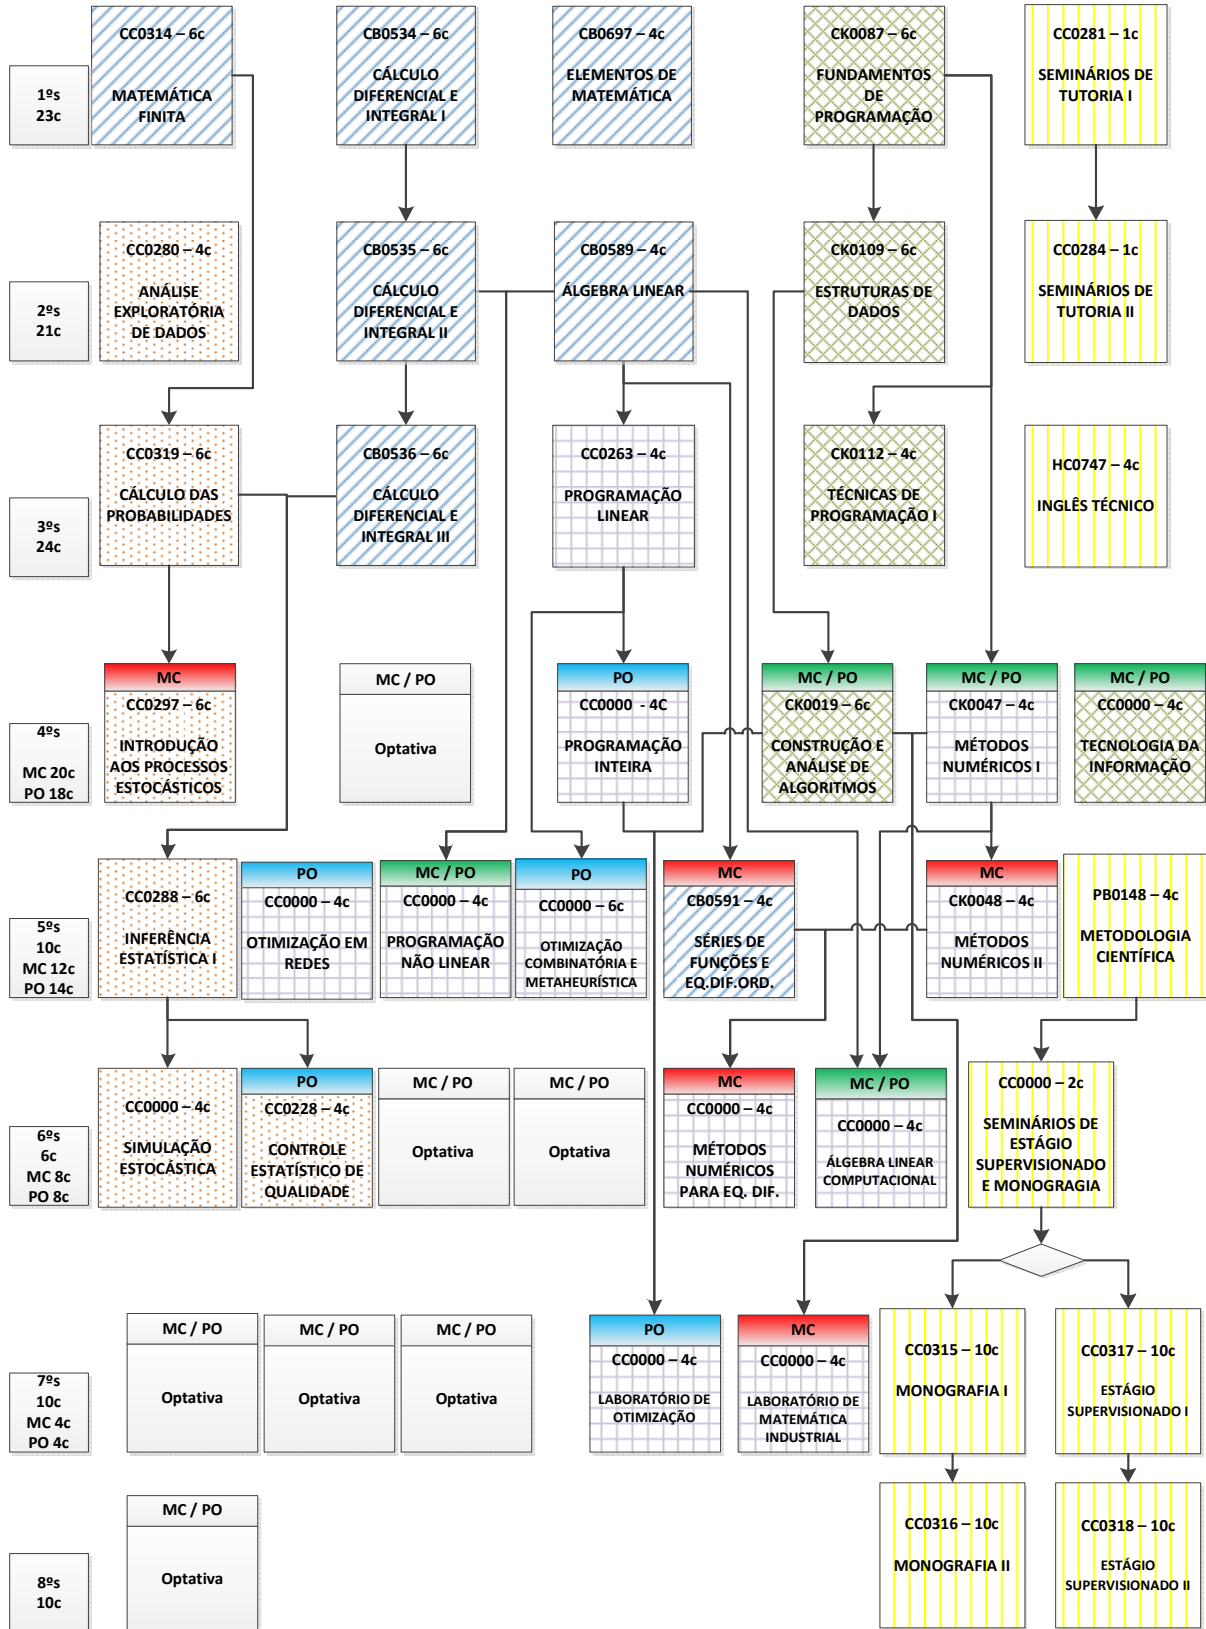 1ºs
23c
CC0314 – 6c
MATEMÁTICA
FINITA
CB0534 – 6c
CÁLCULO
DIFERENCIAL E
INTEGRAL I
CB0697 – 4c
ELEMENTOS DE
MATEMÁTICA
CK0087 – 6c
FUNDAMENTOS
DE
PROGRAMAÇÃO
CC0281 – 1c
SEMINÁRIOS DE
TUTORIA I
2ºs
21c
CC0280 – 4c
ANÁLISE
EXPLORATÓRIA
DE DADOS
CB0535 – 6c
CÁLCULO
DIFERENCIAL E
INTEGRAL II
CB0589 – 4c
ÁLGEBRA LINEAR
CK0109 – 6c
ESTRUTURAS DE
DADOS
CC0284 – 1c
SEMINÁRIOS DE
TUTORIA II
3ºs
24c
CC0319 – 6c
CÁLCULO DAS
PROBABILIDADES
CB0536 – 6c
CÁLCULO
DIFERENCIAL E
INTEGRAL III
CC0263 – 4c
PROGRAMAÇÃO
LINEAR
CK0112 – 4c
TÉCNICAS DE
PROGRAMAÇÃO I
HC0747 – 4c
INGLÊS TÉCNICO
4ºs
MC 20c
PO 18c
MC
CC0297 – 6c
INTRODUÇÃO
AOS PROCESSOS
ESTOCÁSTICOS
MC / PO
Optativa
PO
CC0000 - 4C
PROGRAMAÇÃO
INTEIRA
MC / PO
CK0019 – 6c
CONSTRUÇÃO E
ANÁLISE DE
ALGORITMOS
MC / PO
CK0047 – 4c
MÉTODOS
NUMÉRICOS I
MC / PO
CC0000 – 4c
TECNOLOGIA DA
INFORMAÇÃO
5ºs
10c
MC 12c
PO 14c
CC0288 – 6c
INFERÊNCIA
ESTATÍSTICA I
PO
CC0000 – 4c
OTIMIZAÇÃO EM
REDES
MC / PO
CC0000 – 4c
PROGRAMAÇÃO
NÃO LINEAR
PO
CC0000 – 6c
OTIMIZAÇÃO
COMBINATÓRIA E
METAHEURÍSTICA
MC
CB0591 – 4c
SÉRIES DE
FUNÇÕES E
EQ.DIF.ORD.
MC
CK0048 – 4c
MÉTODOS
NUMÉRICOS II
PB0148 – 4c
METODOLOGIA
CIENTÍFICA
6ºs
6c
MC 8c
PO 8c
CC0000 – 4c
SIMULAÇÃO
ESTOCÁSTICA
PO
CC0228 – 4c
CONTROLE
ESTATÍSTICO DE
QUALIDADE
MC / PO
Optativa
MC / PO
Optativa
MC
CC0000 – 4c
MÉTODOS
NUMÉRICOS
PARA EQ. DIF.
MC / PO
CC0000 – 4c
ÁLGEBRA LINEAR
COMPUTACIONAL
CC0000 – 2c
SEMINÁRIOS DE
ESTÁGIO
SUPERVISIONADO
E MONOGRAGIA
7ºs
10c
MC 4c
PO 4c
MC / PO
Optativa
MC / PO
Optativa
MC / PO
Optativa
PO
CC0000 – 4c
LABORATÓRIO DE
OTIMIZAÇÃO
MC
CC0000 – 4c
LABORATÓRIO DE
MATEMÁTICA
INDUSTRIAL
CC0315 – 10c
MONOGRAFIA I
CC0317 – 10c
ESTÁGIO
SUPERVISIONADO I
8ºs
10c
MC / PO
Optativa
CC0316 – 10c
MONOGRAFIA II
CC0318 – 10c
ESTÁGIO
SUPERVISIONADO II